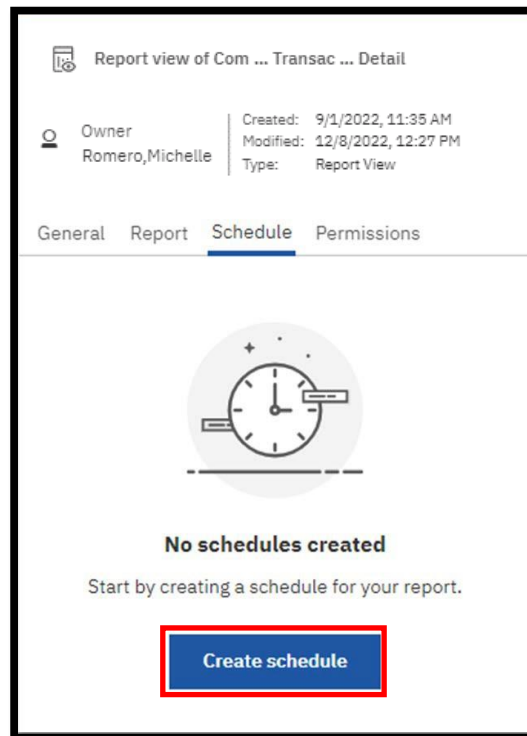 Report view of Com ... Transac ... Detail
Owner
Romero,Michelle
Created: 9/1/2022, 11:35 AM
Modified: 12/8/2022, 12:27 PM
Type: Report View
General Report Schedule Permissions
No schedules created
Start by creating a schedule for your report.
Create schedule